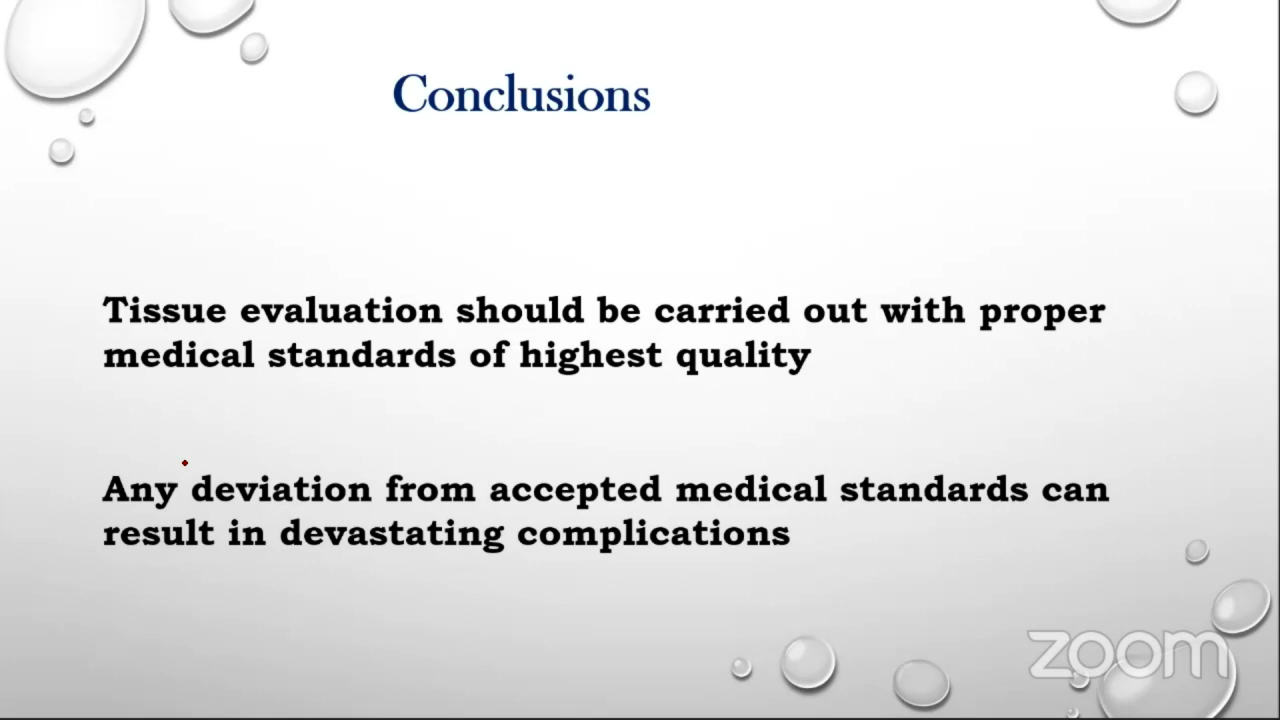 Conclusions
Tissue evaluation should be carried out with proper
medical standards of highest quality
Any deviation from accepted medical standards can
result in devastating complications
zoom